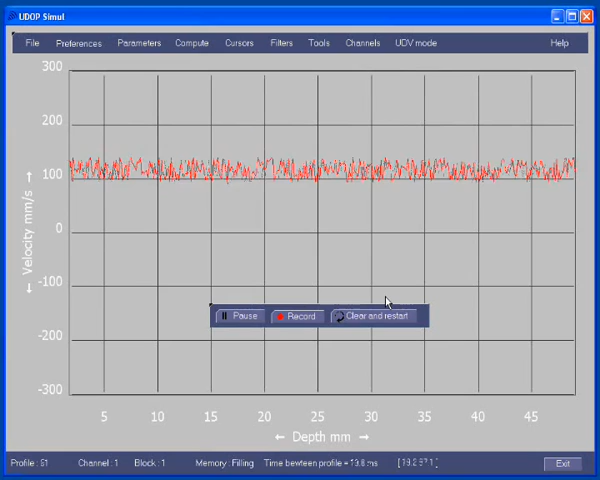 UDOP Simul
File Preferences Parameters Compute Cursors Filters Tools Channels UDV mode Help
300
200
100
0
-100
-200
-300
← Velocity mm/s →
Pause Record Clear and restart
5 10 15 20 25 30 35 40 45
← Depth mm →
Profile : 51 Channel : 1 Block : 1 Memory : Filling Time bewteen profile = 19.8 ms Exit